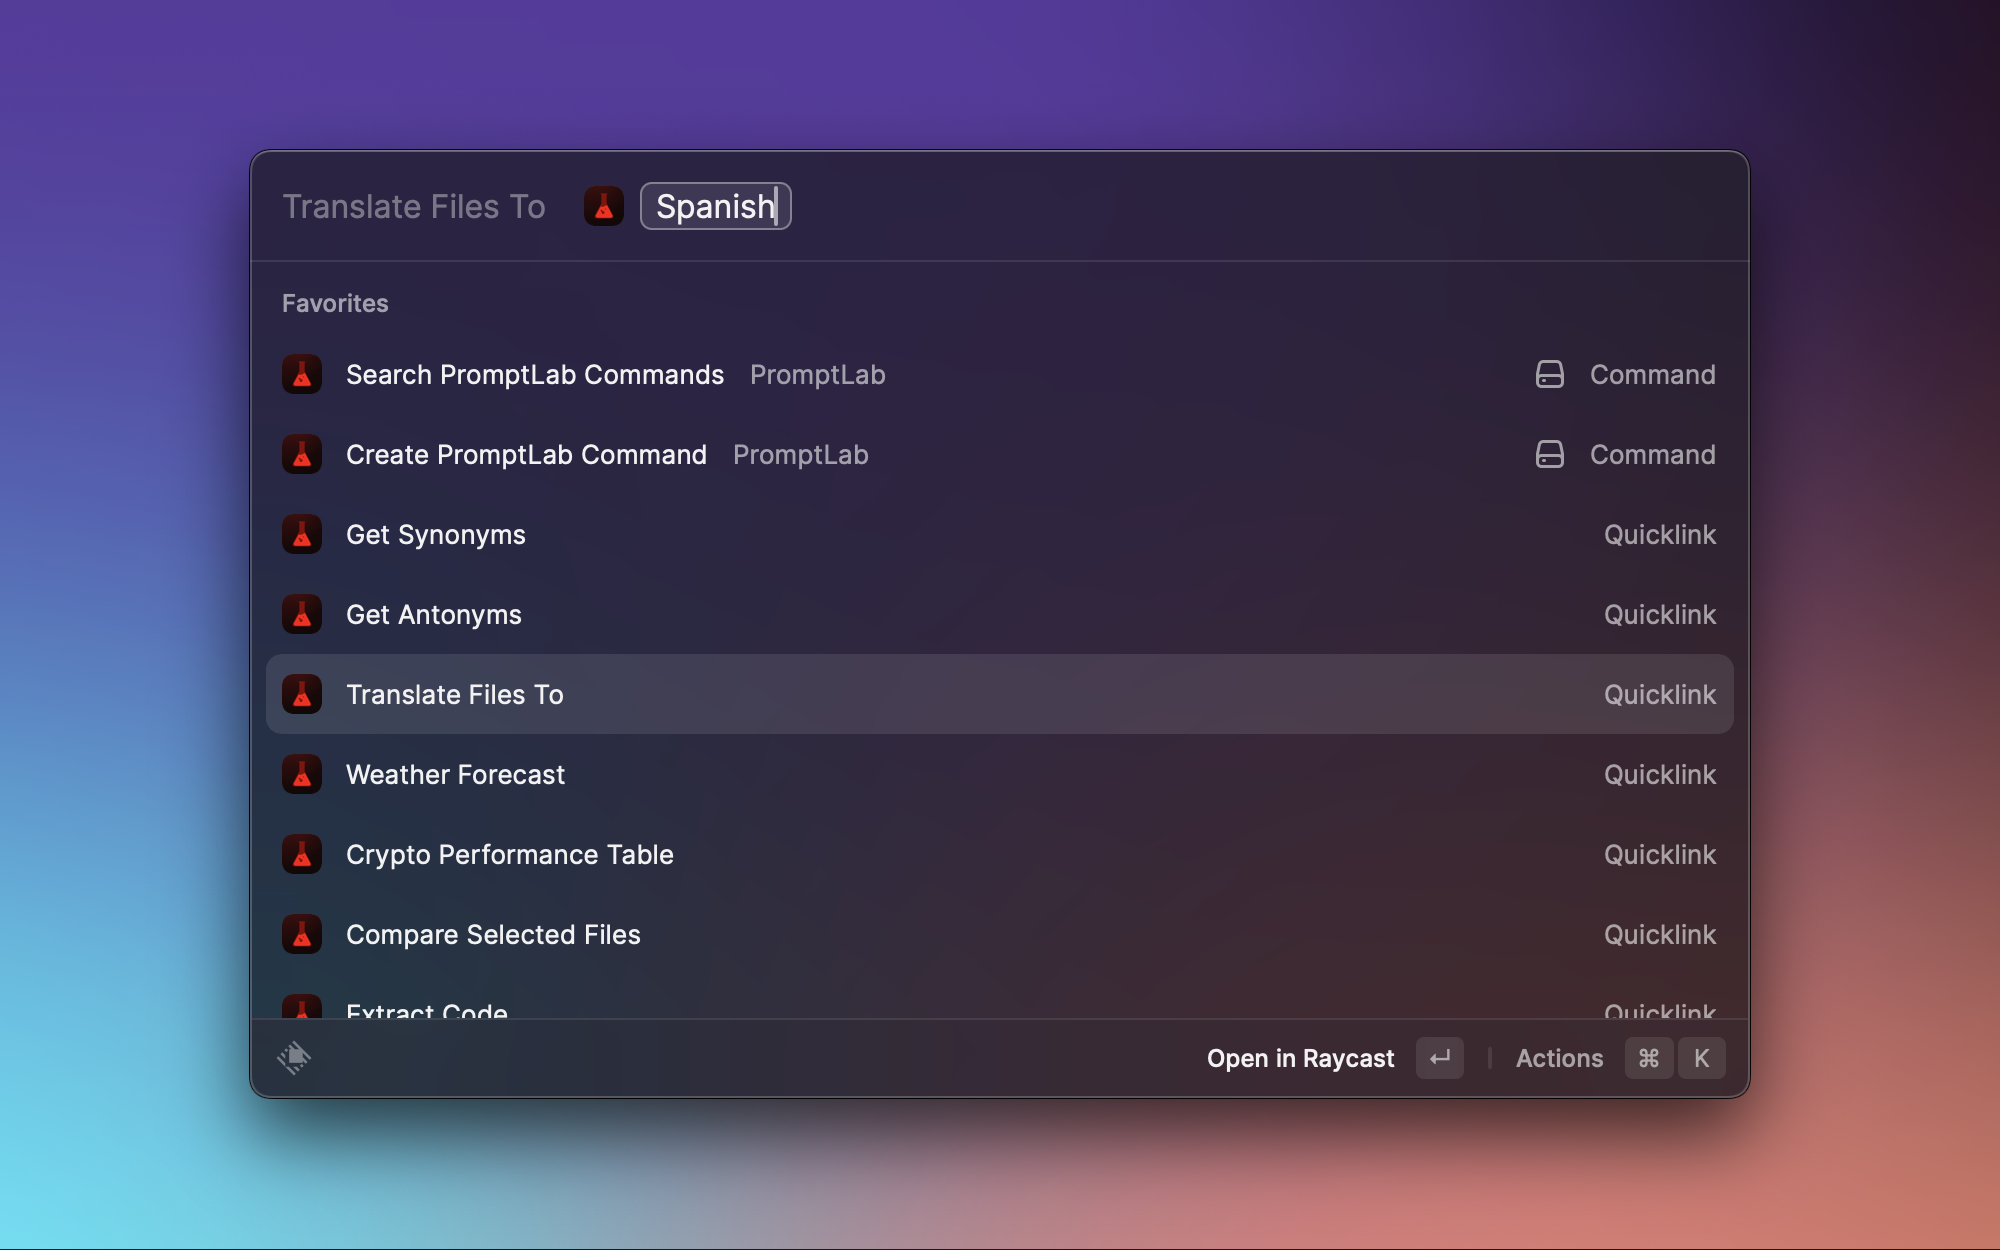 Translate Files To Spanish
Favorites
Search PromptLab Commands PromptLab Command
Create PromptLab Command PromptLab Command
Get Synonyms Quicklink
Get Antonyms Quicklink
Translate Files To Quicklink
Weather Forecast Quicklink
Crypto Performance Table Quicklink
Compare Selected Files Quicklink
Extract Code Quicklink
Open in Raycast ↵ Actions ⌘ K